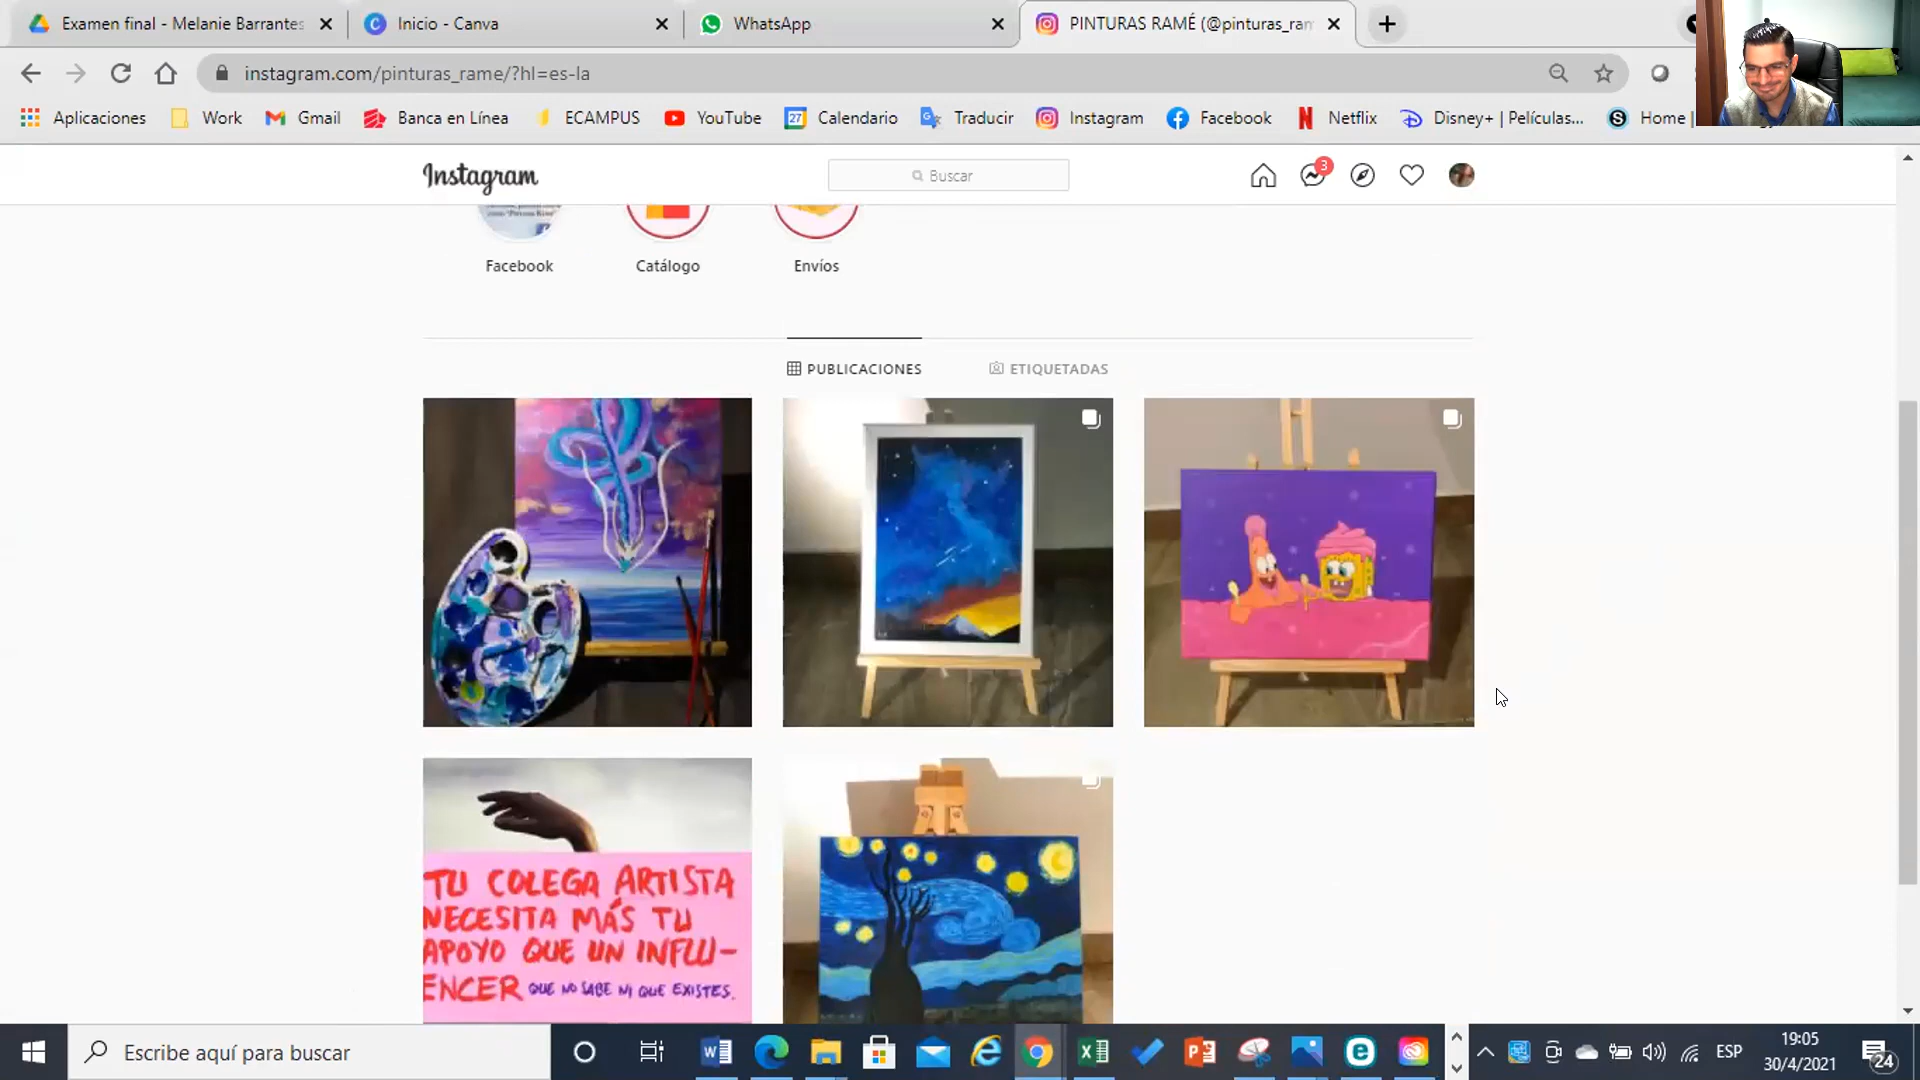 Examen final - Melanie Barrantes
Inicio - Canva
WhatsApp
PINTURAS RAMÉ (@pinturas_ram
instagram.com/pinturas_rame/?hl=es-la
Aplicaciones
Work
Gmail
Banca en Línea
ECAMPUS
YouTube
27
Calendario
Traducir
Instagram
Facebook
Netflix
Disney+ | Películas...
Home |
Instagram
Buscar
3
Facebook
Catálogo
Envíos
PUBLICACIONES
ETIQUETADAS
TU COLEGA ARTISTA
NECESITA MÁS TU
APOYO QUE UN INFLU-
ENCER QUE NO SABE NI QUE EXISTES.
Escribe aquí para buscar
ESP
19:05
30/4/2021
24